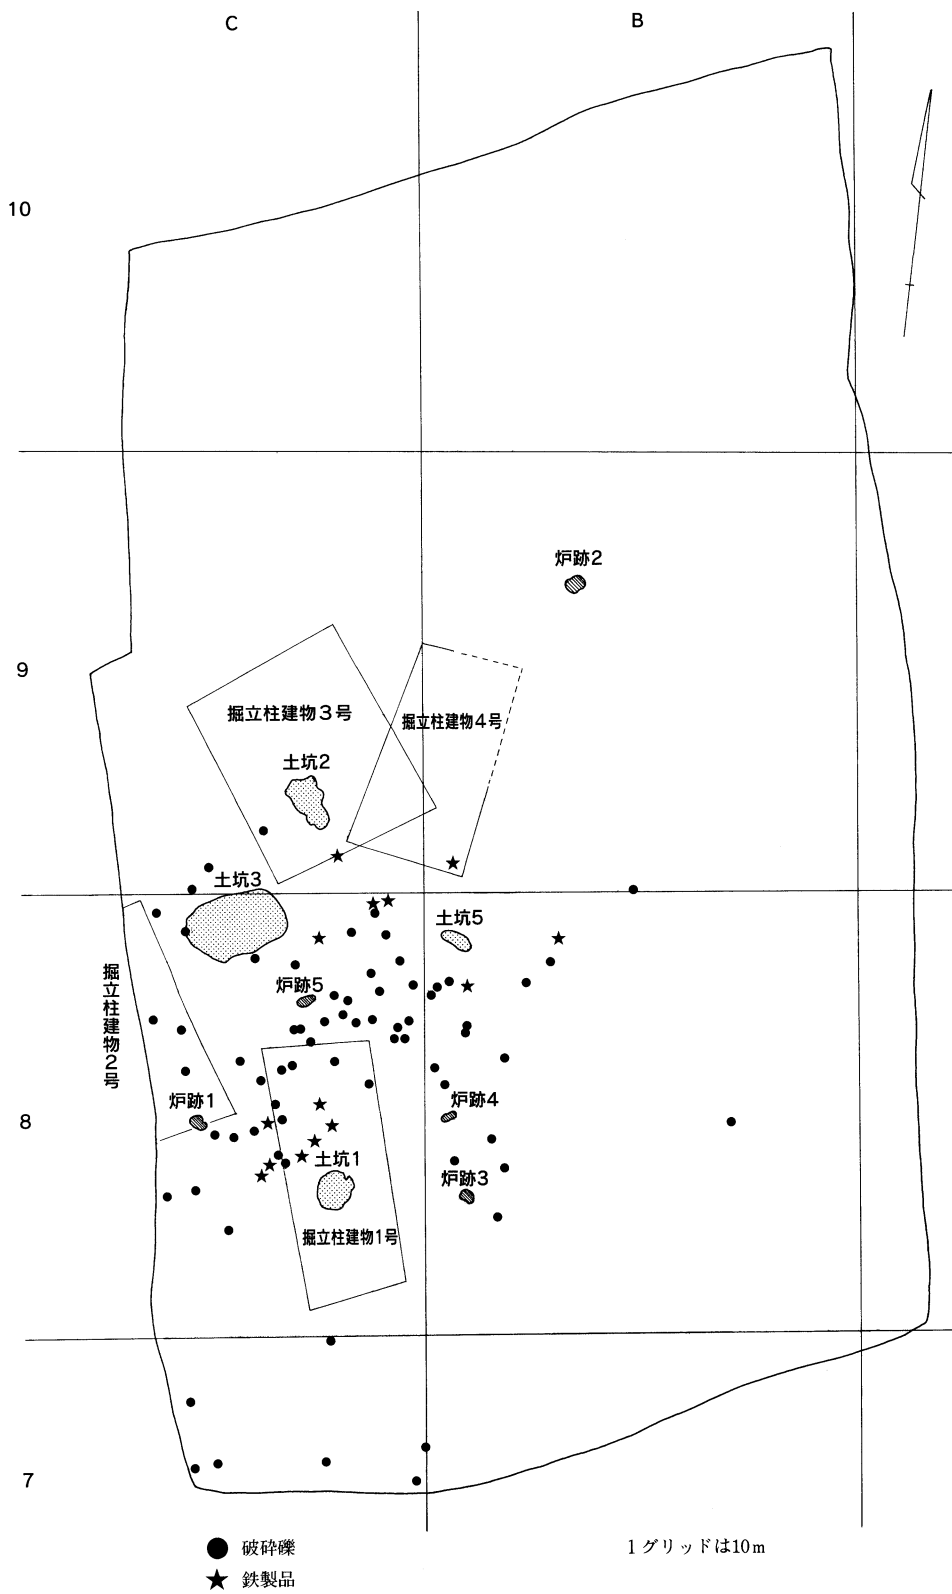 C
B
10
炉跡2
9
掘立柱建物3号
掘立柱建物4号
土坑2
土坑3
土坑5
掘立柱建物2号
炉跡5
炉跡1
炉跡4
8
土坑1
炉跡3
掘立柱建物1号
7
破砕礫
1グリッドは10m
鉄製品